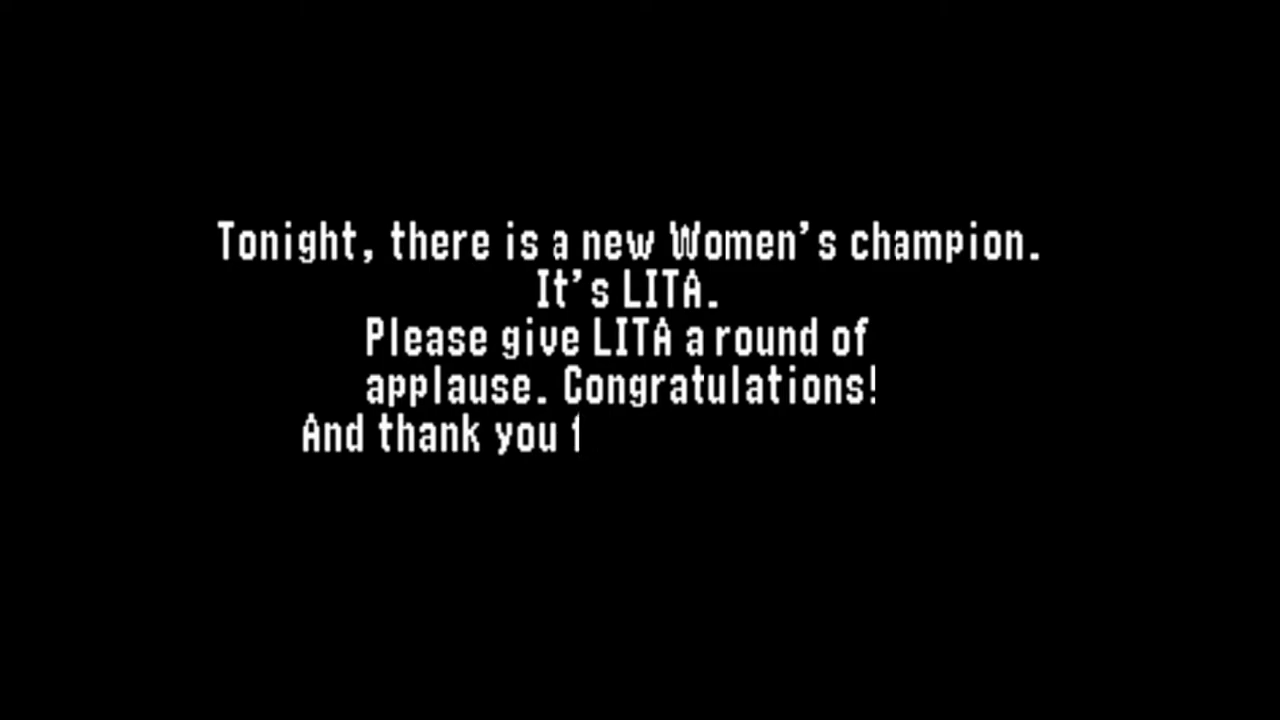 Tonight, there is a new Women's champion.
It's LITA.
Please give LITA a round of
applause. Congratulations!
And thank you